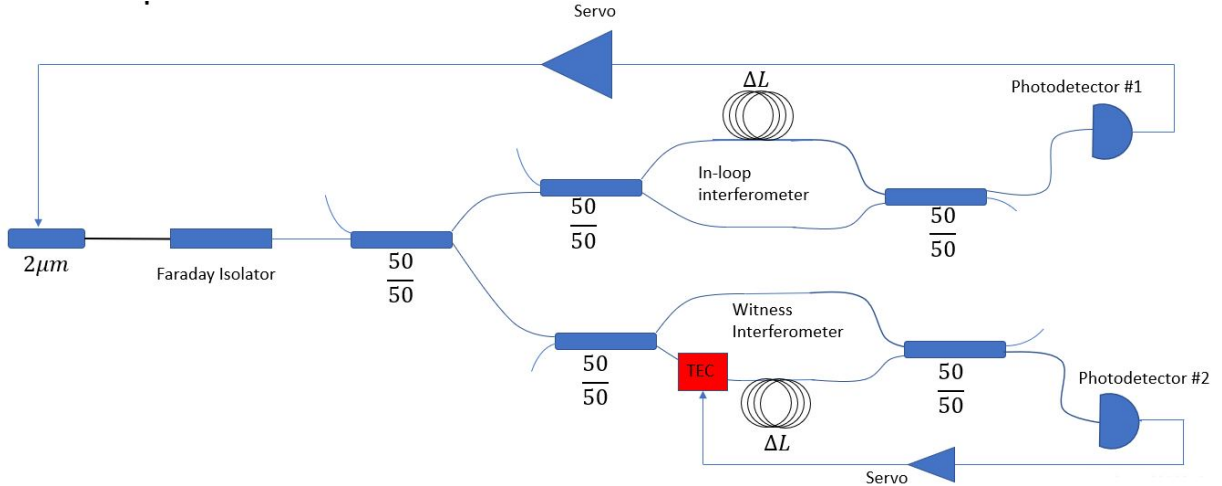 Servo
ΔL
Photodetector #1
In-loop
interferometer
50
50
50
50
2μm
Faraday Isolator
50
50
Witness
Interferometer
TEC
50
50
50
50
Photodetector #2
ΔL
Servo